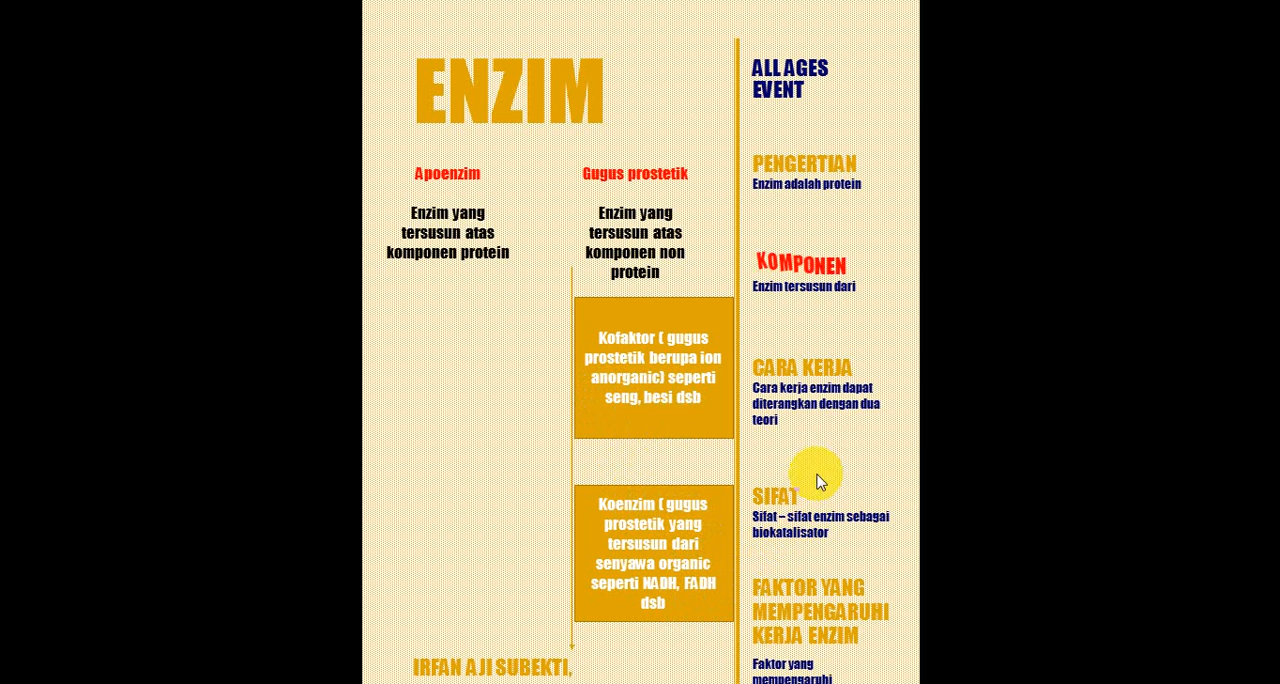 ENZIM
Apoenzim
Enzim yang
tersusun atas
komponen protein
Gugus prostetik
Enzim yang
tersusun atas
komponen non
protein
Kofaktor ( gugus
prostetik berupa ion
anorganic) seperti
seng, besi dsb
Koenzim ( gugus
prostetik yang
tersusun dari
senyawa organic
seperti NADH, FADH
dsb
IRFAN AJI SUBEKTI,
ALL AGES
EVENT
PENGERTIAN
Enzim adalah protein
KOMPONEN
Enzim tersusun dari
CARA KERJA
Cara kerja enzim dapat
diterangkan dengan dua
teori
SIFAT
Sifat – sifat enzim sebagai
biokatalisator
FAKTOR YANG
MEMPENGARUHI
KERJA ENZIM
Faktor yang
mempengaruhi